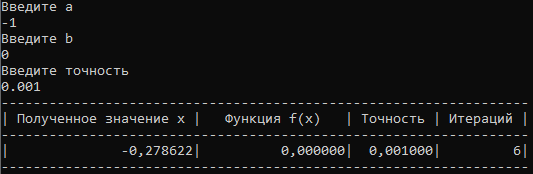 Введите a
-1
Введите b
0
Введите точность
0.001
| Полученное значение x | Функция f(x) | Точность | Итераций |
| -0,278622| 0,000000| 0,001000| 6|